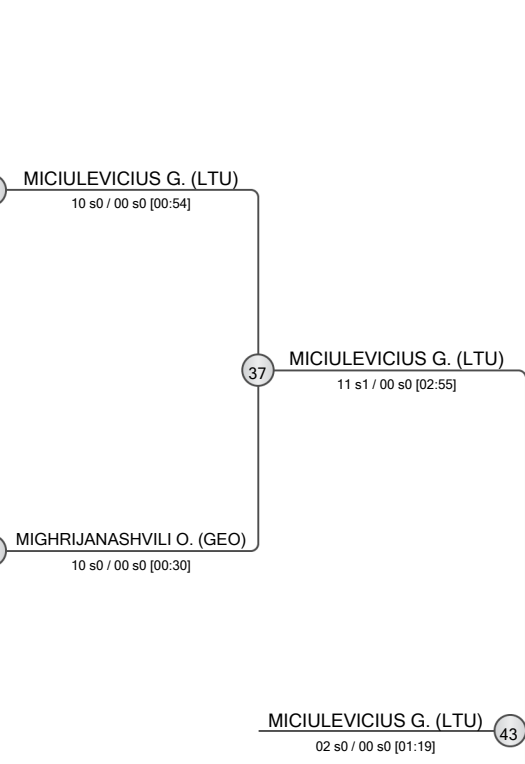 MICIULEVICIUS G. (LTU)
10 s0 / 00 s0 [00:54]
37
MICIULEVICIUS G. (LTU)
11 s1 / 00 s0 [02:55]
MIGHRIJANASHVILI O. (GEO)
10 s0 / 00 s0 [00:30]
MICIULEVICIUS G. (LTU)
43
02 s0 / 00 s0 [01:19]